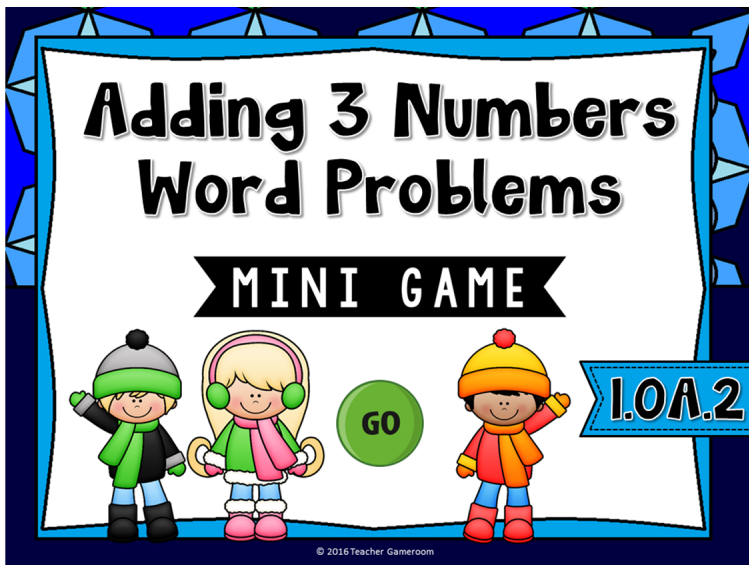 Adding 3 Numbers
Word Problems
MINI GAME
GO
1.OA.2
© 2016 Teacher Gameroom